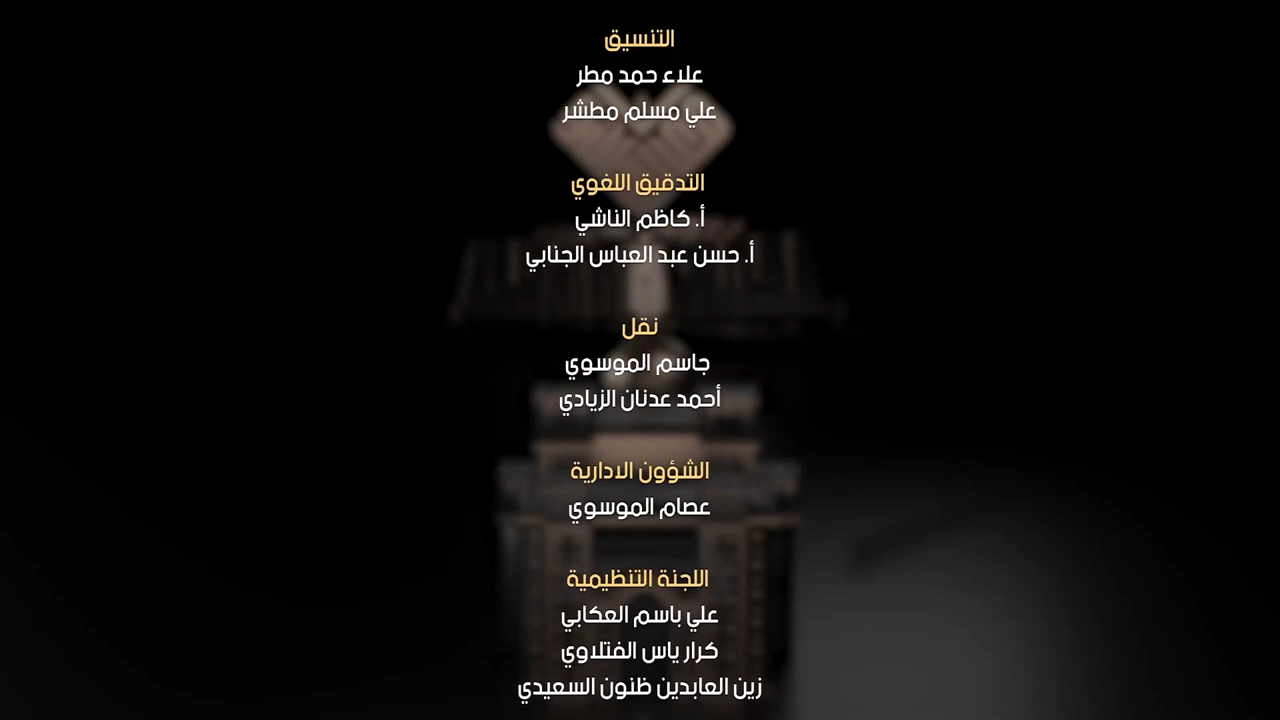 التنسيق
علاء حمد مطر
علي مسلم مطشر
التدقيق اللغوي
أ. كاظم الناشي
أ. حسن عبد العباس الجنابي
نقل
جاسم الموسوي
أحمد عدنان الزيادي
الشؤون الادارية
عصام الموسوي
اللجنة التنظيمية
علي باسم العكابي
كرار ياس الفتلاوي
زين العابدين ظنون السعيدي